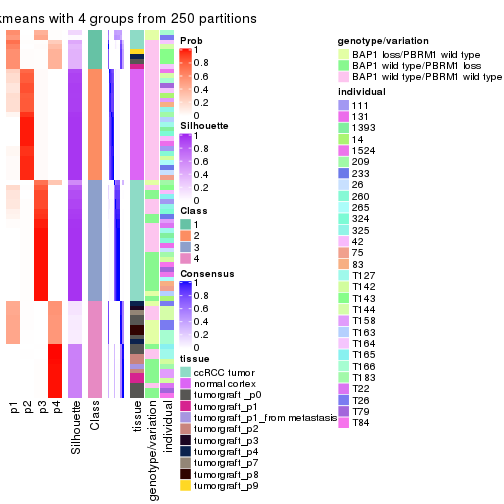 kmeans with 4 groups from 250 partitions
Prob
1
0.8
0.6
0.4
0.2
0
Silhouette
1
0.8
0.6
0.4
0.2
0
Class
1
2
3
4
Consensus
1
0.8
0.6
0.4
0.2
0
tissue
ccRCC tumor
normal cortex
tumorgraft_p0
tumorgraft_p1
tumorgraft_p1_from metastasis
tumorgraft_p2
tumorgraft_p3
tumorgraft_p4
tumorgraft_p7
tumorgraft_p8
tumorgraft_p9
genotype/variation
BAP1 loss/PBRM1 wild type
BAP1 wild type/PBRM1 loss
BAP1 wild type/PBRM1 wild type
individual
111
131
1393
14
1524
209
233
26
260
265
324
325
42
75
83
T127
T142
T143
T144
T158
T163
T164
T165
T166
T183
T22
T26
T79
T84
p1
p2
p3
p4
Silhouette
Class
tissue
genotype/variation
individual